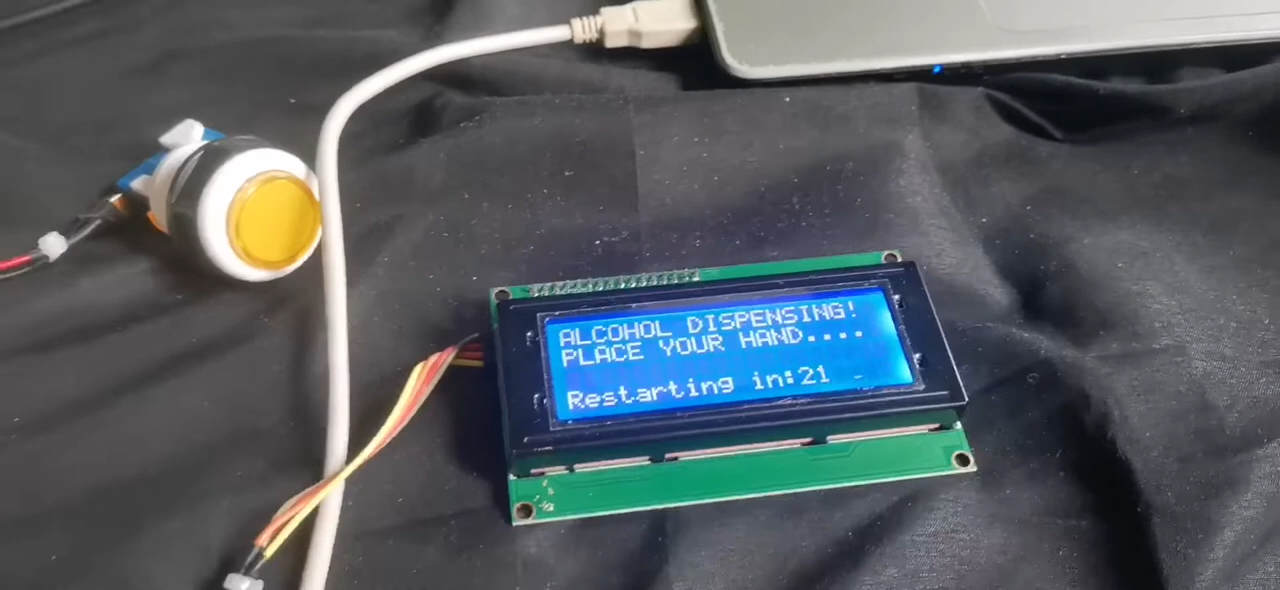 ALCOHOL DISPENSING!
PLACE YOUR HAND....
Restarting in:21